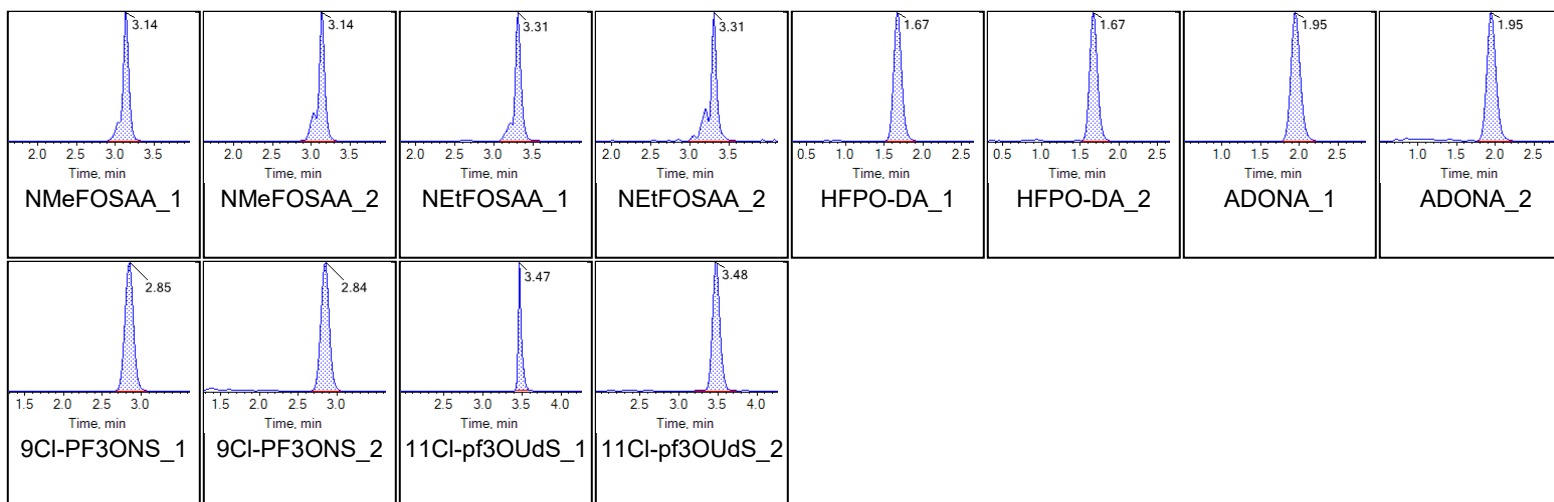 3.14 3.14 3.31 3.31 1.67 1.67 1.95 1.95
2.0 2.5 3.0 3.5 2.0 2.5 3.0 3.5 2.0 2.5 3.0 3.5 2.0 2.5 3.0 3.5 0.5 1.0 1.5 2.0 2.5 0.5 1.0 1.5 2.0 2.5 1.0 1.5 2.0 2.5 1.0 1.5 2.0 2.5
Time, min Time, min Time, min Time, min Time, min Time, min Time, min Time, min
NMeFOSAA_1 NMeFOSAA_2 NEtFOSAA_1 NEtFOSAA_2 HFPO-DA_1 HFPO-DA_2 ADONA_1 ADONA_2
2.85 2.84 3.47 3.48
1.5 2.0 2.5 3.0 1.5 2.0 2.5 3.0 2.5 3.0 3.5 4.0 2.5 3.0 3.5 4.0
Time, min Time, min Time, min Time, min
9Cl-PF3ONS_1 9Cl-PF3ONS_2 11Cl-pf3OUdS_1 11Cl-pf3OUdS_2